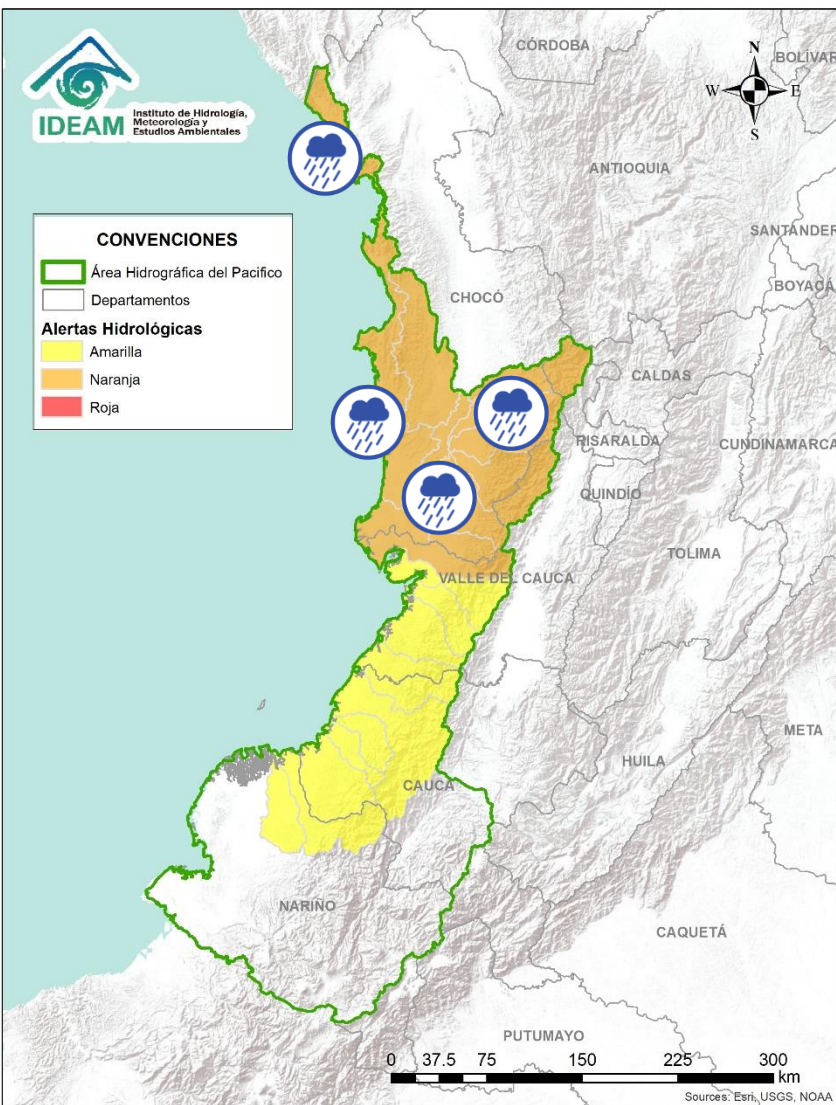 IDEAM
Instituto de Hidrología,
Meteorología y
Estudios Ambientales
CÓRDOBA
BOLÍVAR
N
W
E
S
ANTIOQUIA
SANTANDER
BOYACÁ
CONVENCIONES
Área Hidrográfica del Pacifico
Departamentos
Alertas Hidrológicas
Amarilla
Naranja
Roja
CHOCÓ
CALDAS
RISARALDA
CUNDINAMARCA
QUINDÍO
TOLIMA
VALLE DEL CAUCA
META
HUILA
CAUCA
NARIÑO
CAQUETÁ
PUTUMAYO
0 37.5 75 150 225 300
km
Sources: Esri, USGS, NOAA